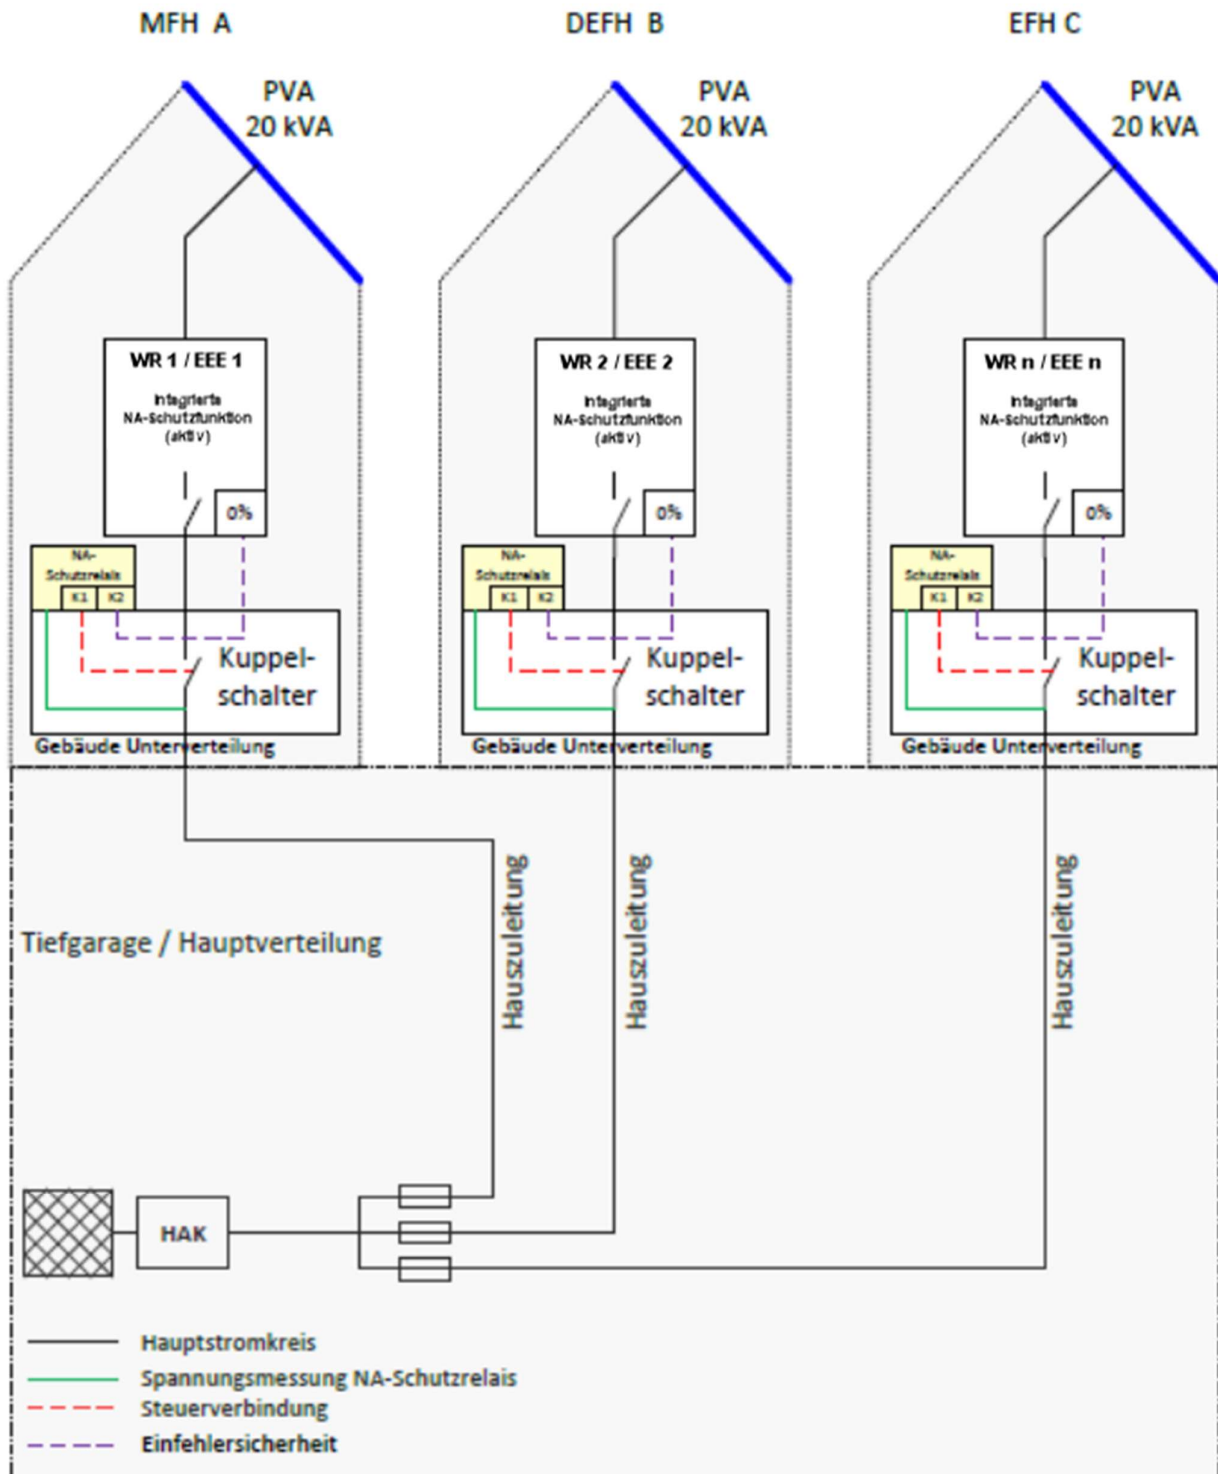 MFH A
DEFH B
EFH C
PVA
20 kVA
PVA
20 kVA
PVA
20 kVA
WR 1 / EEE 1
Integrierte
NA-Schutzfunktion
(aktiv)
0%
WR 2 / EEE 2
Integrierte
NA-Schutzfunktion
(aktiv)
0%
WR n / EEE n
Integrierte
NA-Schutzfunktion
(aktiv)
0%
NA-
Schutzrelais
K1 K2
Kuppel-
schalter
Gebäude Unterverteilung
NA-
Schutzrelais
K1 K2
Kuppel-
schalter
Gebäude Unterverteilung
NA-
Schutzrelais
K1 K2
Kuppel-
schalter
Gebäude Unterverteilung
Hauszuleitung
Hauszuleitung
Hauszuleitung
Tiefgarage / Hauptverteilung
HAK
Hauptstromkreis
Spannungsmessung NA-Schutzrelais
Steuerverbindung
Einfehlersicherheit